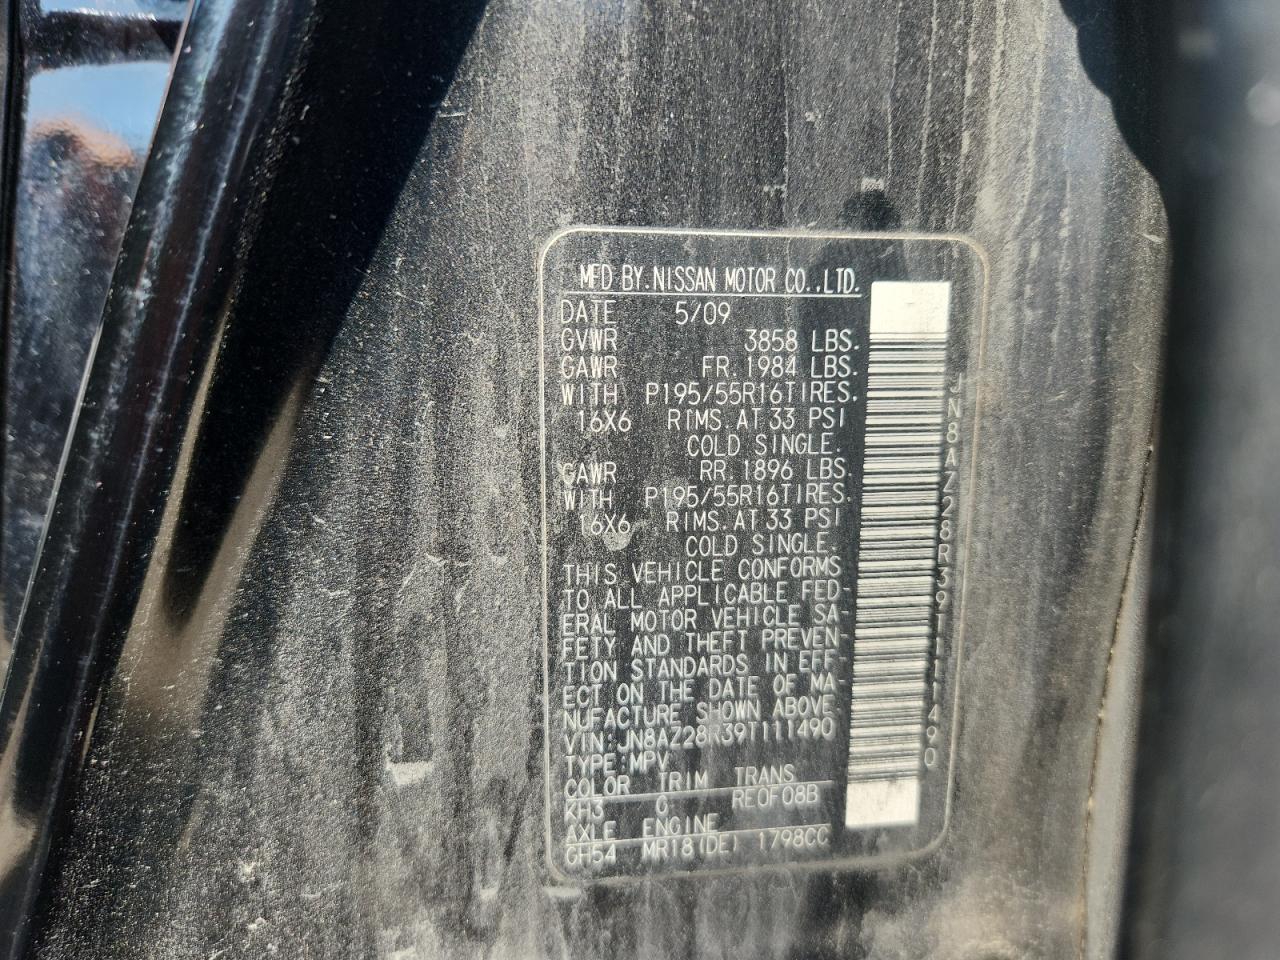 MFD BY.NISSAN MOTOR CO.,LTD.
DATE 5/09
GVWR 3858 LBS.
GAWR FR.1984 LBS.
WITH P195/55R16TIRES.
16X6 RIMS.AT 33 PSI
COLD SINGLE.
GAWR RR.1896 LBS.
WITH P195/55R16TIRES.
16X6 RIMS.AT 33 PSI
COLD SINGLE.
THIS VEHICLE CONFORMS
TO ALL APPLICABLE FED-
ERAL MOTOR VEHICLE SA-
FETY AND THEFT PREVEN-
TION STANDARDS IN EFF-
ECT ON THE DATE OF MA-
NUFACTURE SHOWN ABOVE.
VIN:JN8AZ28R39T111490
TYPE:MPV
COLOR TRIM TRANS
KH3 C RE0F08B
AXLE ENGINE
GH54 MR18(DE) 1798CC
JN8AZ28R39T111490